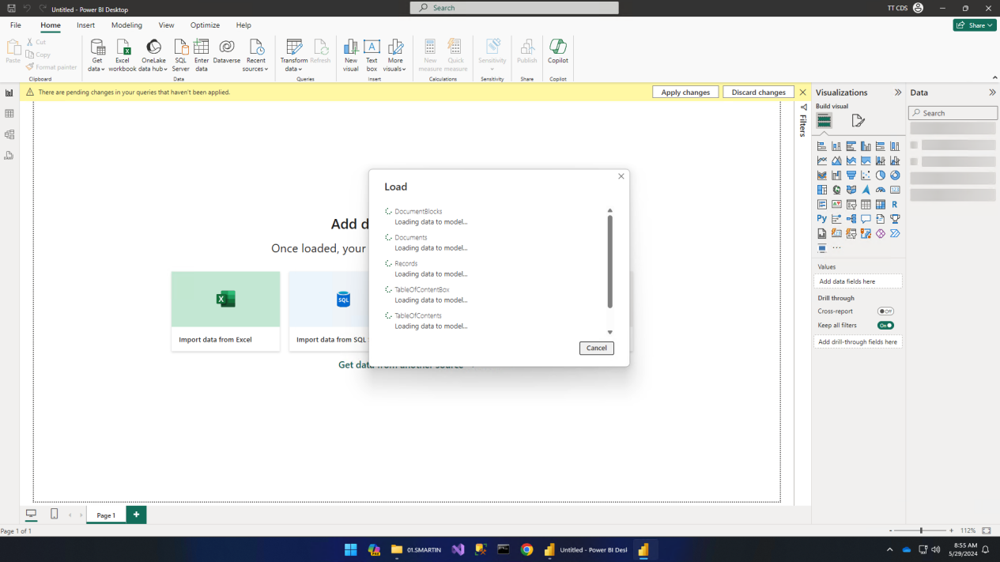 Untitled - Power BI Desktop
Search
TT CDS
File
Home
Insert
Modeling
View
Optimize
Help
Share
Paste
Cut
Copy
Format painter
Clipboard
Get data
Excel workbook
OneLake data hub
SQL Server
Enter data
Dataverse
Recent sources
Data
Transform data
Refresh
Queries
New visual
Text box
More visuals
Insert
New measure
Quick measure
Calculations
Sensitivity
Sensitivity
Publish
Share
Copilot
Copilot
There are pending changes in your queries that haven't been applied.
Apply changes
Discard changes
Filters
Visualizations
Build visual
Data
Search
Add d
Once loaded, your
Import data from Excel
SQL
Import data from SQL
Get data from another source
Load
DocumentBlocks
Loading data to model...
Documents
Loading data to model...
Records
Loading data to model...
TableOfContentBox
Loading data to model...
TableOfContents
Loading data to model...
Cancel
123
R
Py
Values
Add data fields here
Drill through
Cross-report
Off
Keep all filters
On
Add drill-through fields here
Page 1
Page 1 of 1
112%
01.SMARTIN
Untitled - Power BI Desl
8:55 AM
5/29/2024